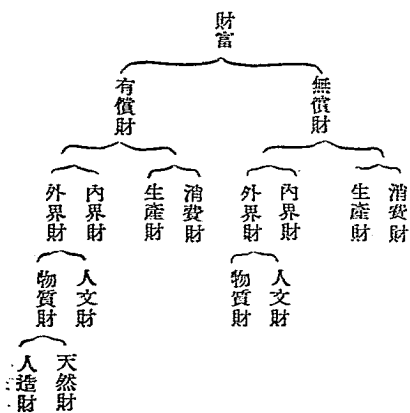 財富
無償財
有償財
消費財
生產財
內界財
外界財
消費財
生產財
內界財
外界財
人文財
物質財
人文財
物質財
天然財
人造財